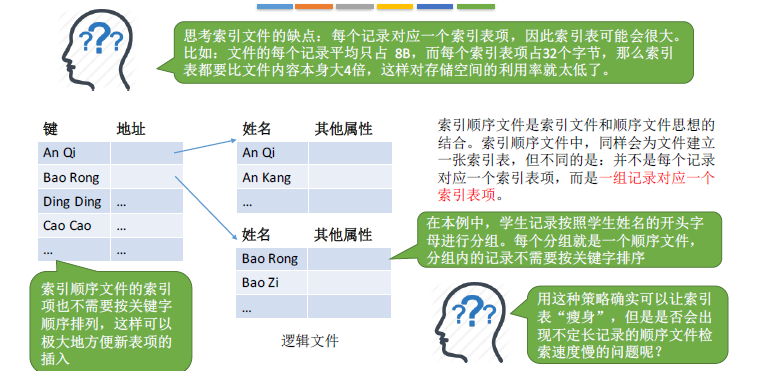 思考索引文件的缺点：每个记录对应一个索引表项，因此索引表可能会很大。
比如：文件的每个记录平均只占 8B，而每个索引表项占32个字节，那么索引
表都要比文件内容本身大4倍，这样对存储空间的利用率就太低了。
???
键 地址
An Qi
Bao Rong
Ding Ding …
Cao Cao …
… …
姓名 其他属性
An Qi
An Kang
…
姓名 其他属性
Bao Rong
Bao Zi
…
逻辑文件
索引顺序文件是索引文件和顺序文件思想的
结合。索引顺序文件中，同样会为文件建立
一张索引表，但不同的是：并不是每个记录
对应一个索引表项，而是一组记录对应一个
索引表项。
在本例中，学生记录按照学生姓名的开头字
母进行分组。每个分组就是一个顺序文件，
分组内的记录不需要按关键字排序
索引顺序文件的索引
项也不需要按关键字
顺序排列，这样可以
极大地方便新表项的
插入
???
用这种策略确实可以让索引
表“瘦身”，但是是否会出
现不定长记录的顺序文件检
索速度慢的问题呢？